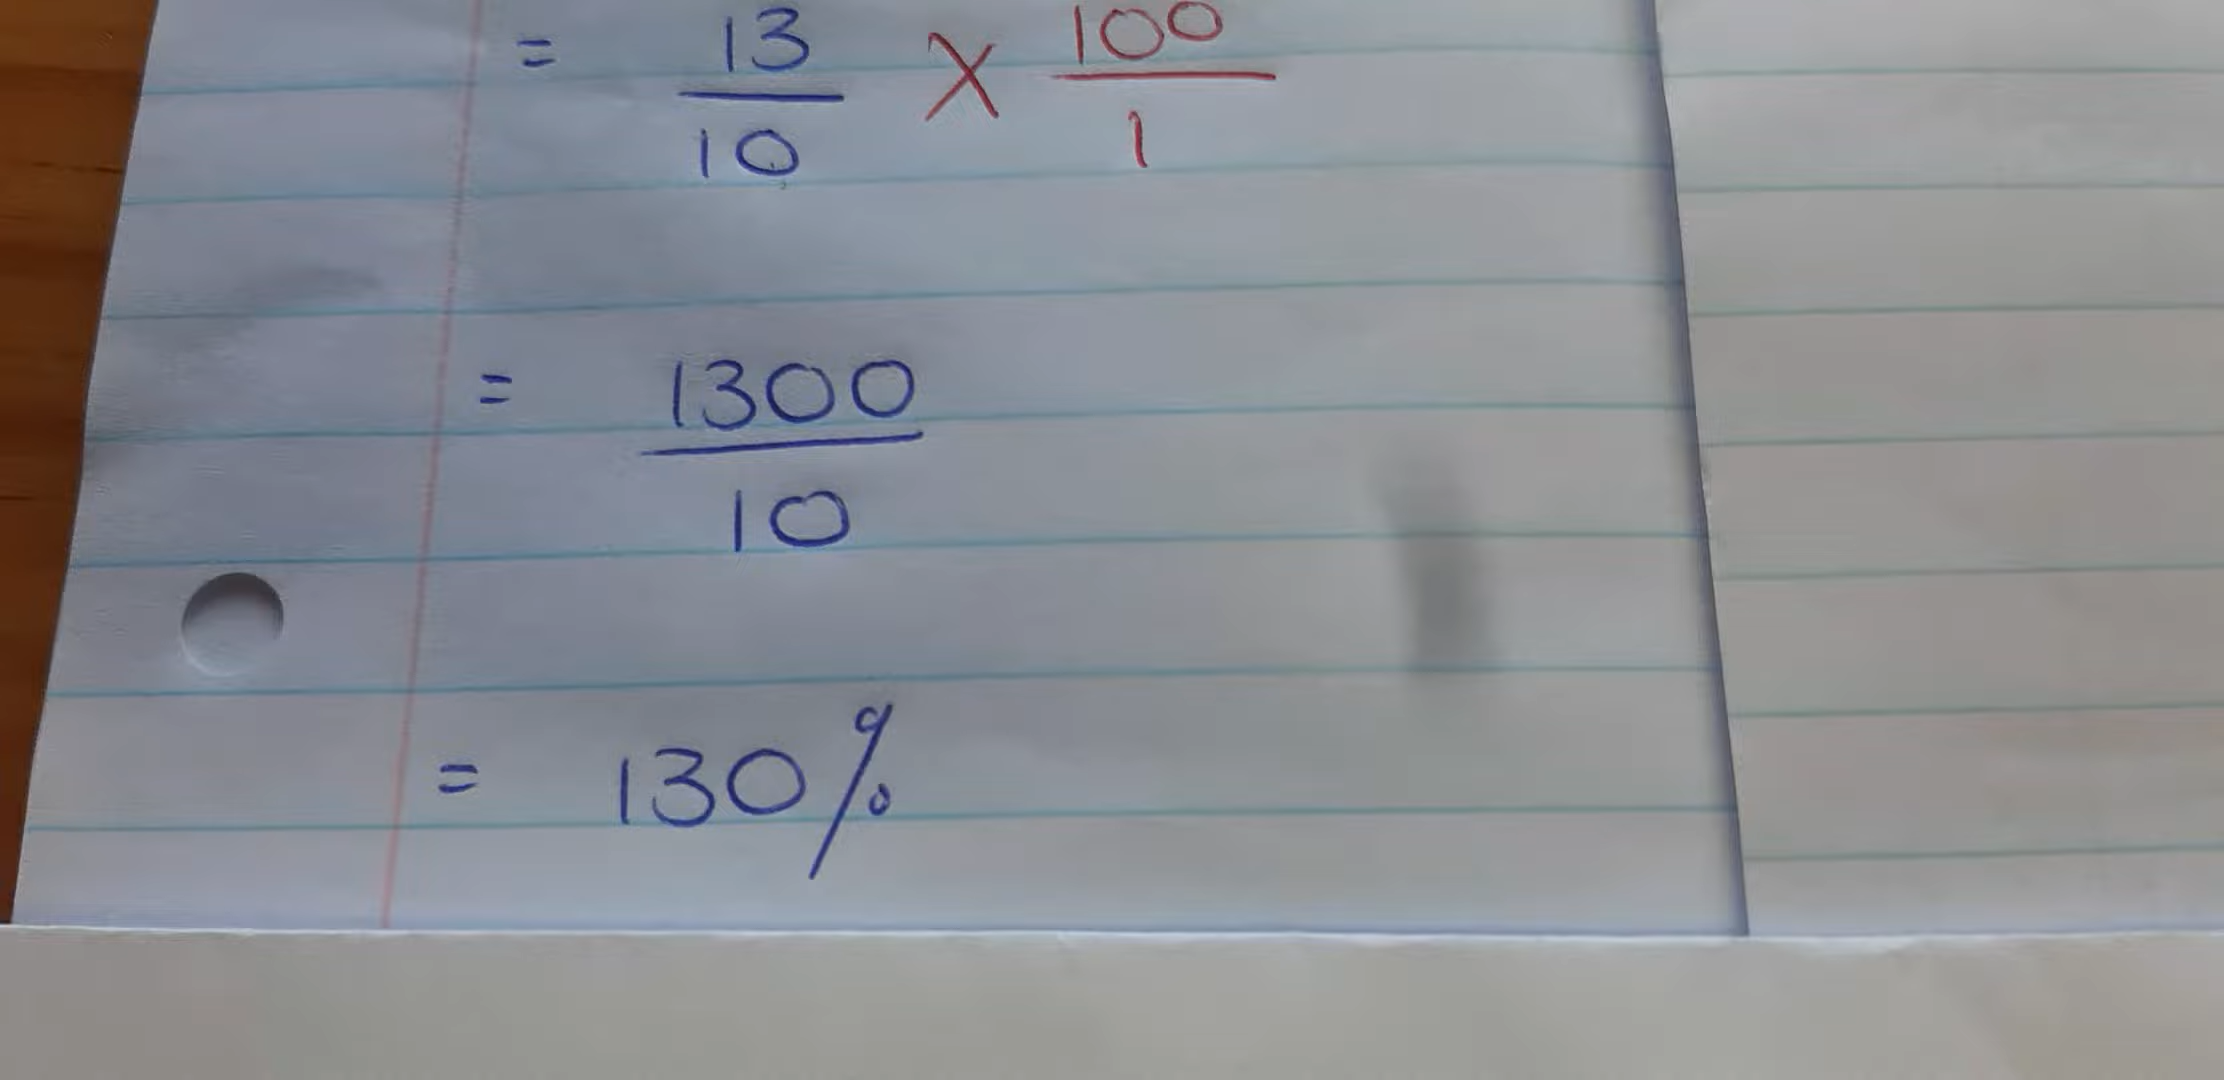 = 13/10 X 100/1
= 1300/10
= 130%